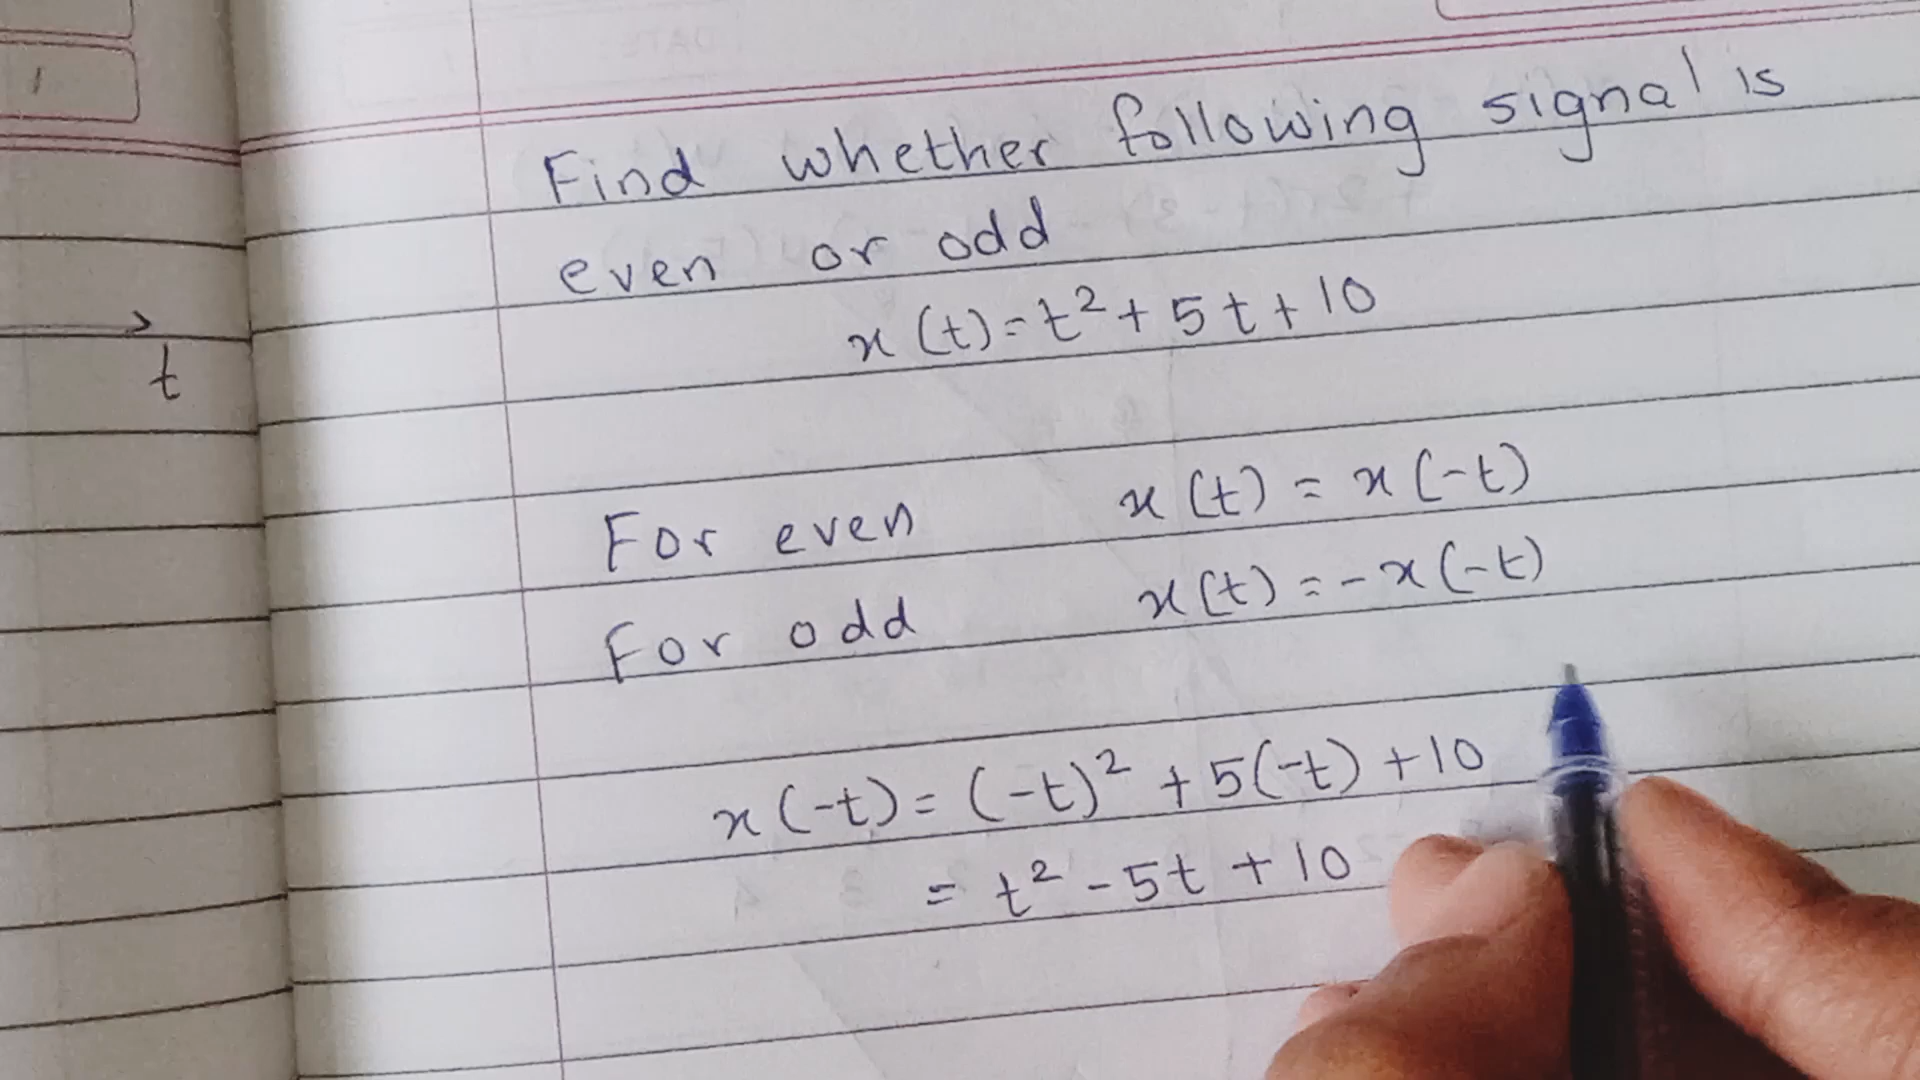 Find whether following signal is
even or odd
x(t) = t² + 5t + 10
t
For even x(t) = x(-t)
For odd x(t) = -x(-t)
x(-t) = (-t)² + 5(-t) + 10
= t² - 5t + 10